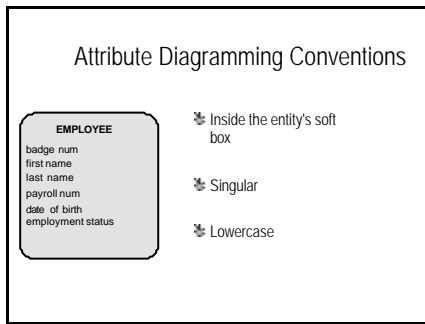 Attribute Diagramming Conventions
EMPLOYEE
badge num
first name
last name
payroll num
date of birth
employment status
Inside the entity's soft
box
Singular
Lowercase